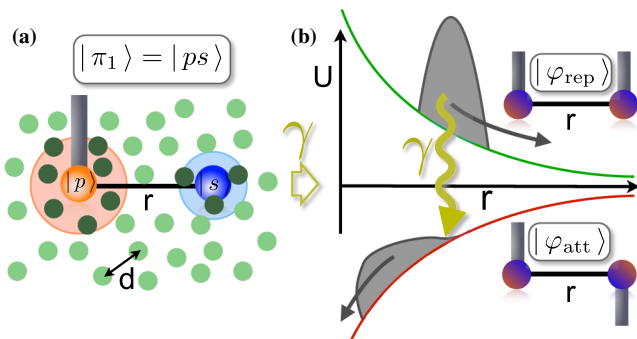 (a)
| π₁ ⟩ = | ps ⟩
| p ⟩
r
s
d
γ
(b)
U
γ
r
| φrep ⟩
r
| φatt ⟩
r